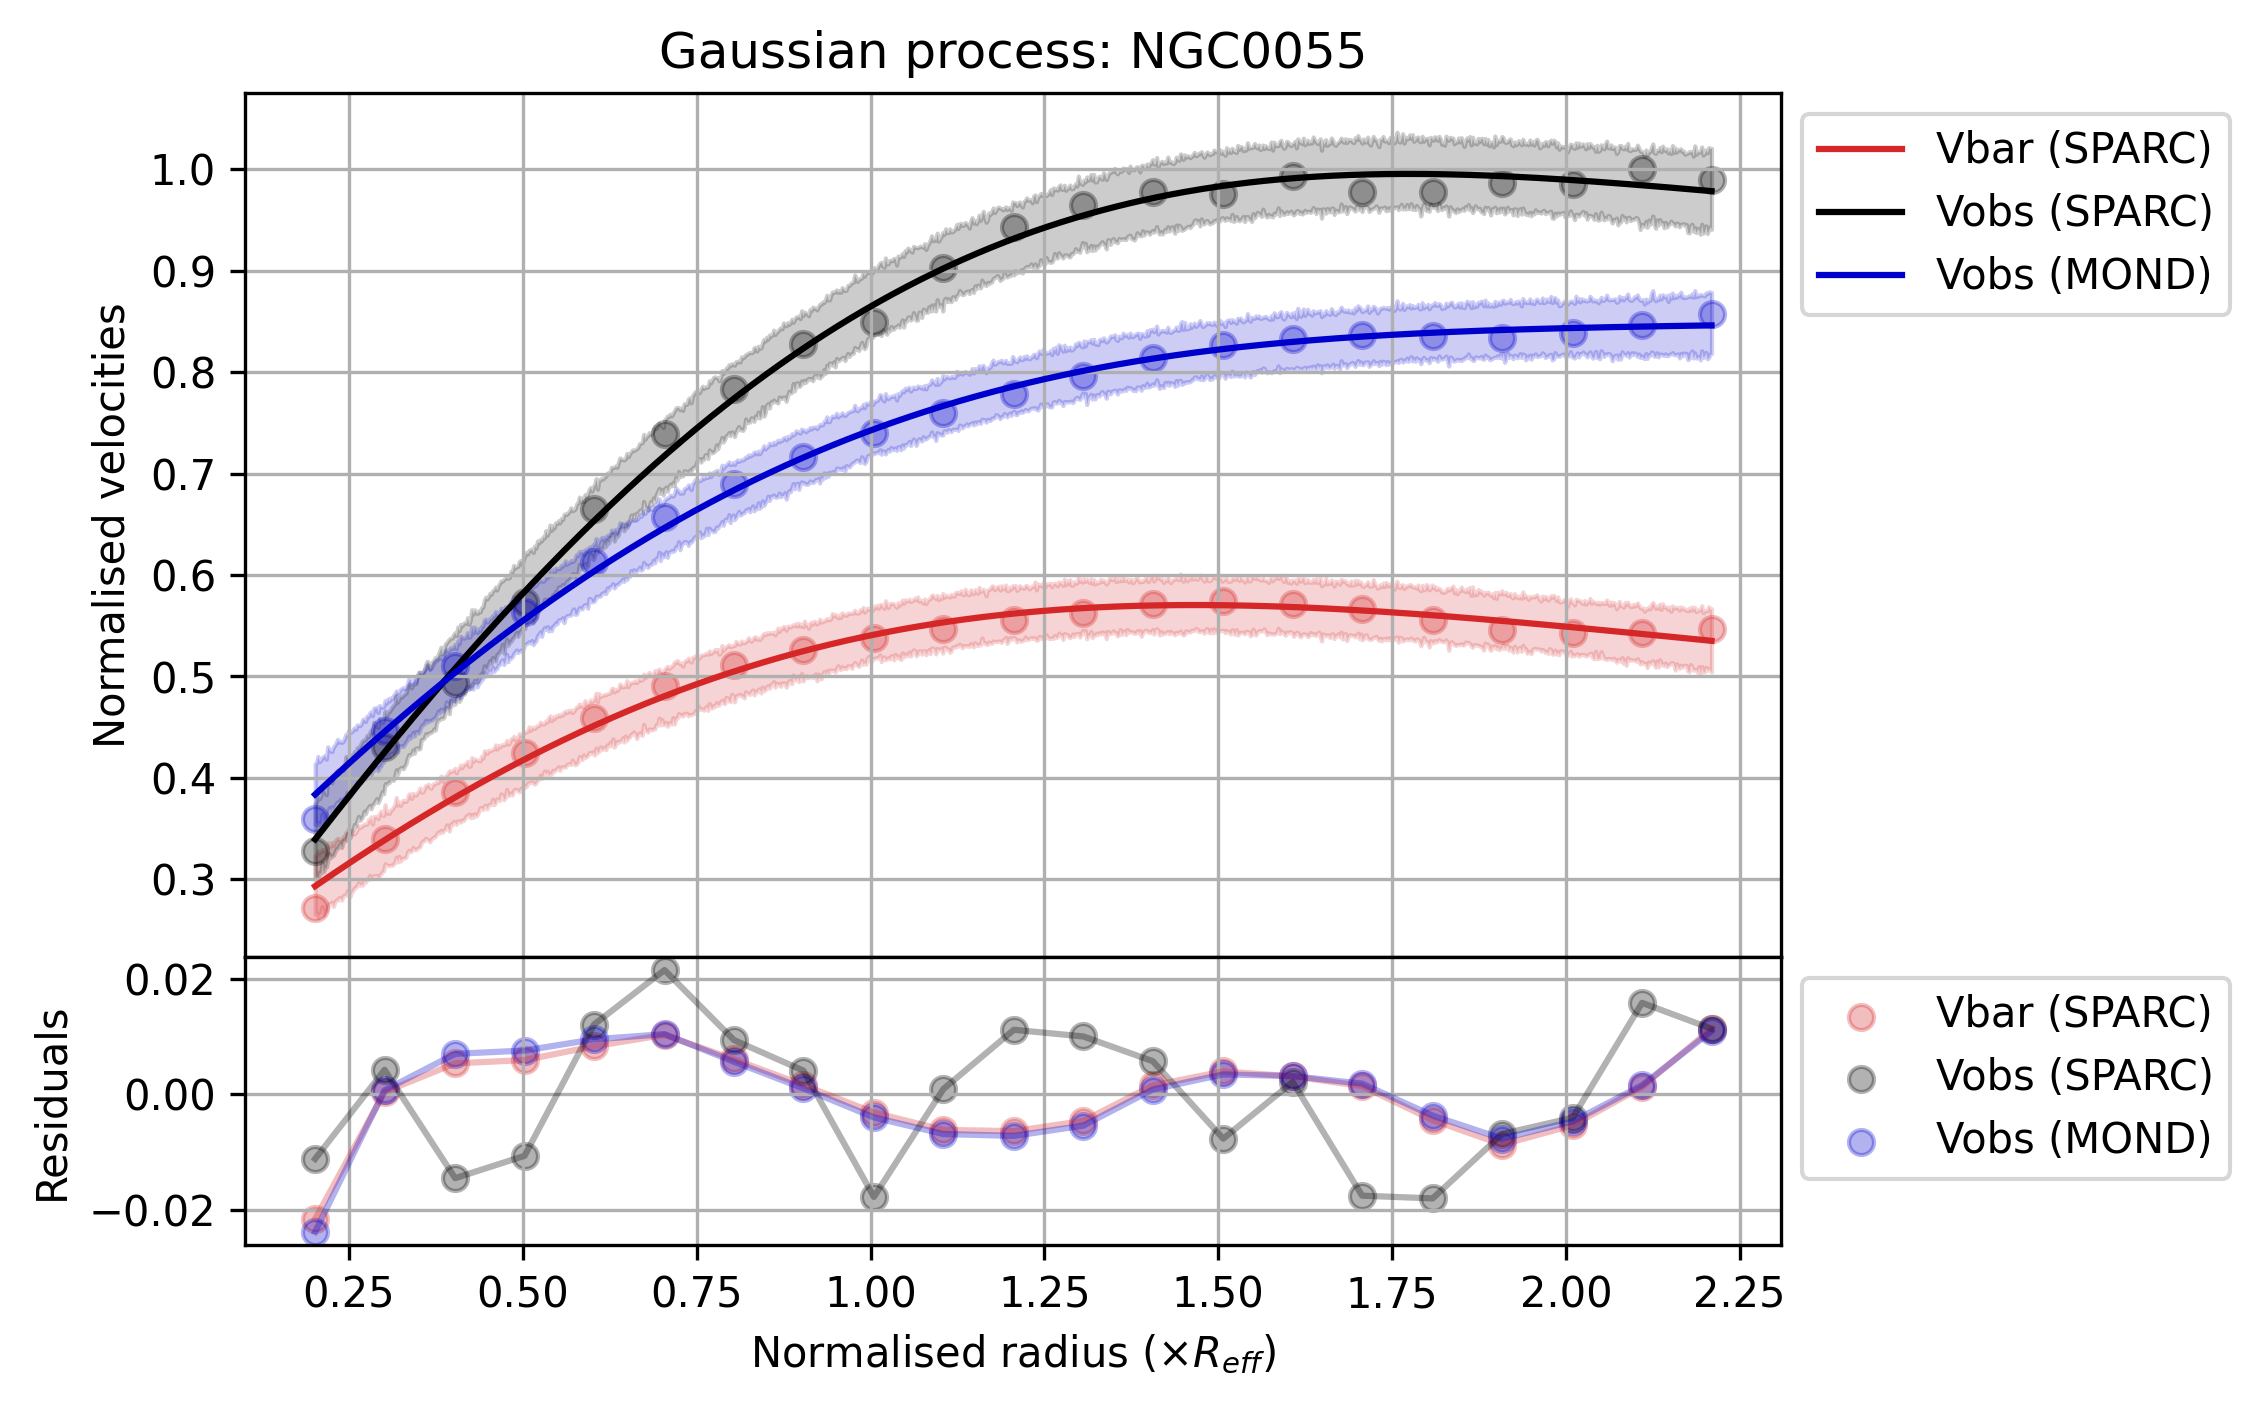 Gaussian process: NGC0055
Normalised velocities
1.0
0.9
0.8
0.7
0.6
0.5
0.4
0.3
Vbar (SPARC)
Vobs (SPARC)
Vobs (MOND)
Residuals
0.02
0.00
−0.02
Vbar (SPARC)
Vobs (SPARC)
Vobs (MOND)
0.25 0.50 0.75 1.00 1.25 1.50 1.75 2.00 2.25
Normalised radius (×R_eff)